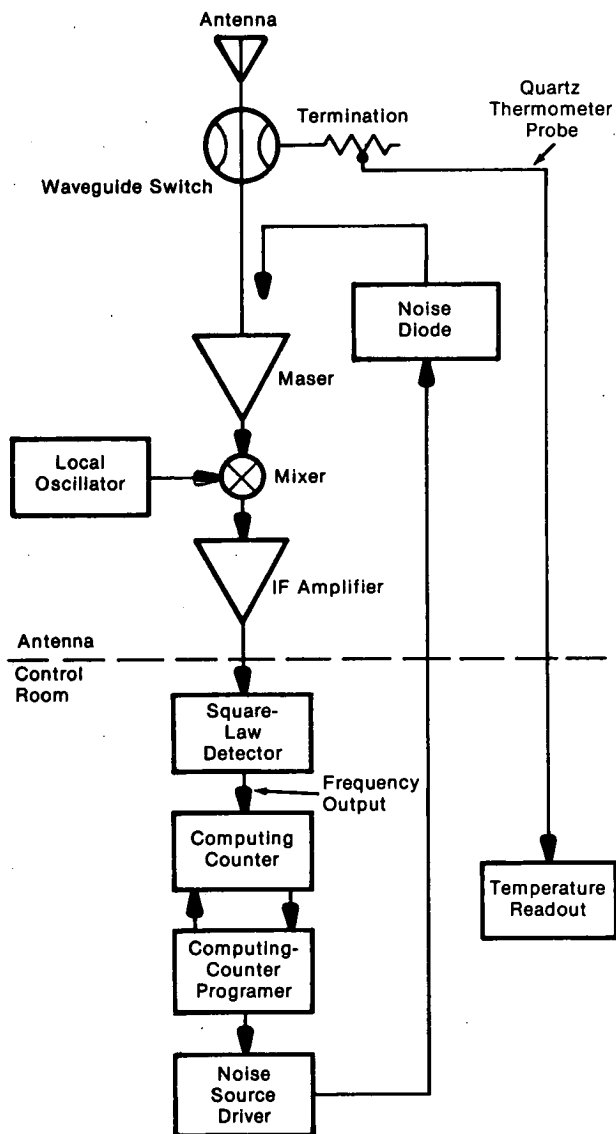 Antenna
Quartz
Thermometer
Probe
Termination
Waveguide Switch
Noise
Diode
Maser
Local
Oscillator
Mixer
IF Amplifier
Antenna
Control
Room
Square-
Law
Detector
Frequency
Output
Computing
Counter
Temperature
Readout
Computing-
Counter
Programer
Noise
Source
Driver